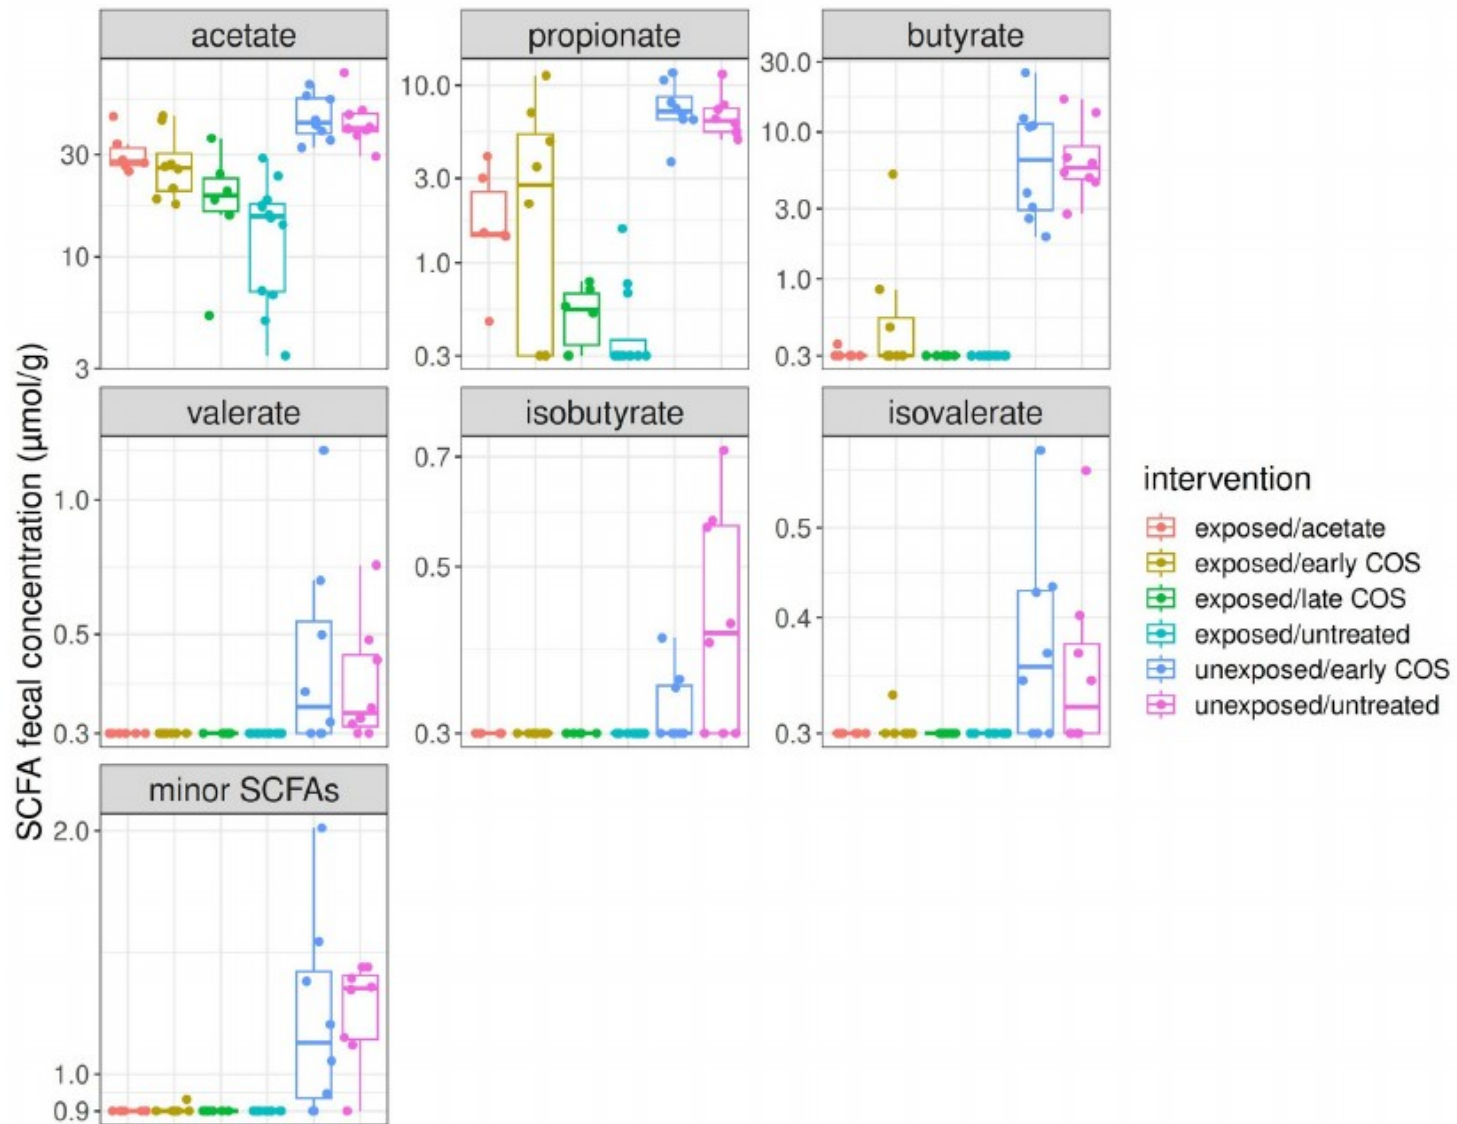 acetate
propionate
butyrate
30
10
3
10.0
3.0
1.0
0.3
30.0
10.0
3.0
1.0
0.3
valerate
isobutyrate
isovalerate
1.0
0.5
0.3
0.7
0.5
0.3
0.5
0.4
0.3
minor SCFAs
2.0
1.0
0.9
SCFA fecal concentration (µmol/g)
intervention
exposed/acetate
exposed/early COS
exposed/late COS
exposed/untreated
unexposed/early COS
unexposed/untreated